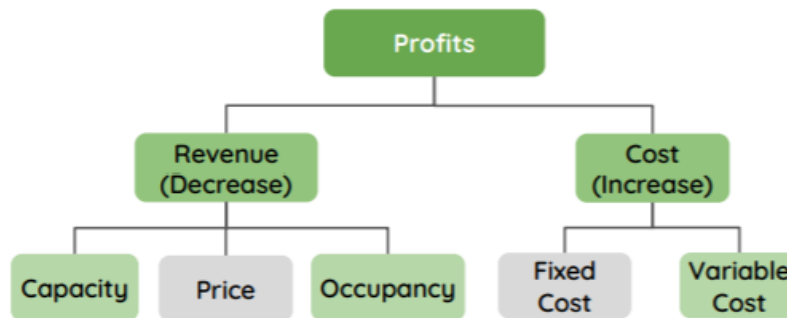 Profits
Revenue
(Decrease)
Cost
(Increase)
Capacity
Price
Occupancy
Fixed
Cost
Variable
Cost